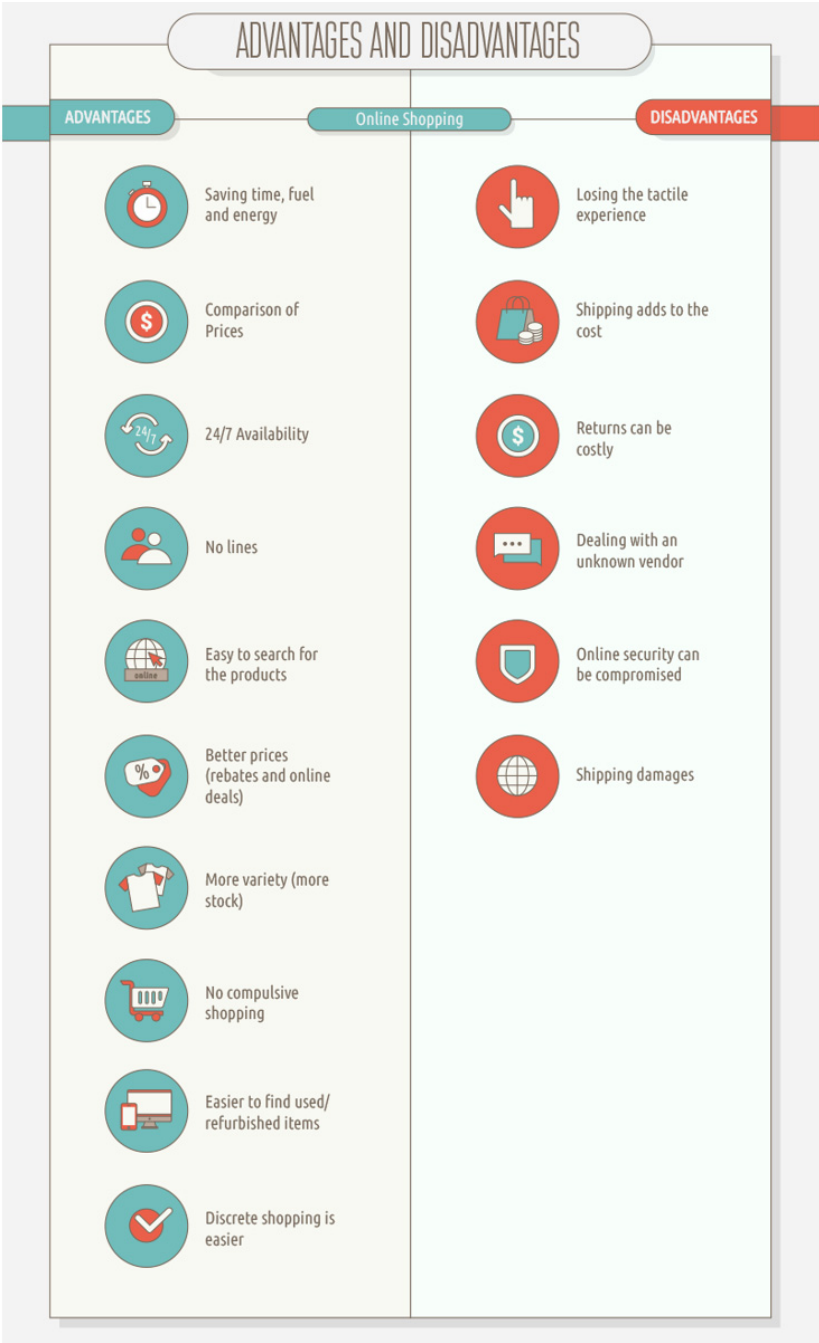 ADVANTAGES AND DISADVANTAGES
ADVANTAGES
Online Shopping
DISADVANTAGES
Saving time, fuel
and energy
$
Comparison of
Prices
24/7
24/7 Availability
No lines
online
Easy to search for
the products
%
Better prices
(rebates and online
deals)
More variety (more
stock)
No compulsive
shopping
Easier to find used/
refurbished items
Discrete shopping is
easier
Losing the tactile
experience
Shipping adds to the
cost
$
Returns can be
costly
Dealing with an
unknown vendor
Online security can
be compromised
Shipping damages